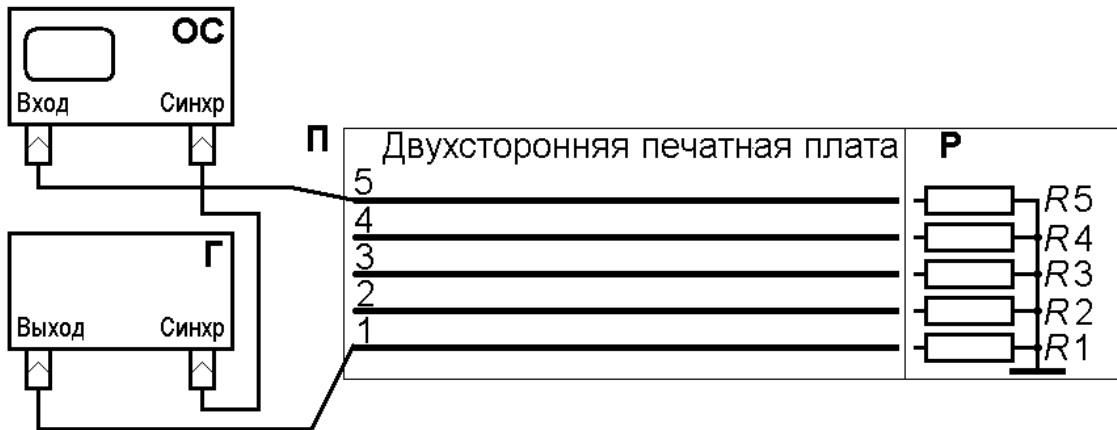 ОС
Вход Синхр
П Двухсторонняя печатная плата Р
5 R5
4 R4
3 R3
2 R2
1 R1
Г
Выход Синхр